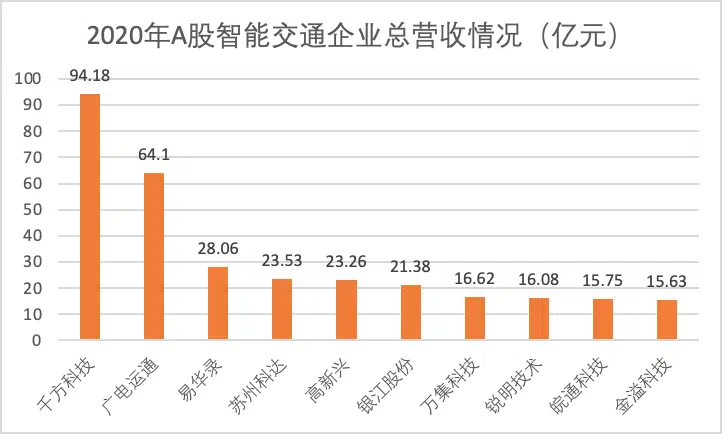 2020年A股智能交通企业总营收情况（亿元）
100
90
80
70
60
50
40
30
20
10
0
94.18
64.1
28.06
23.53
23.26
21.38
16.62
16.08
15.75
15.63
千方科技
广电运通
易华录
苏州科达
高新兴
银江股份
万集科技
锐明技术
皖通科技
金溢科技